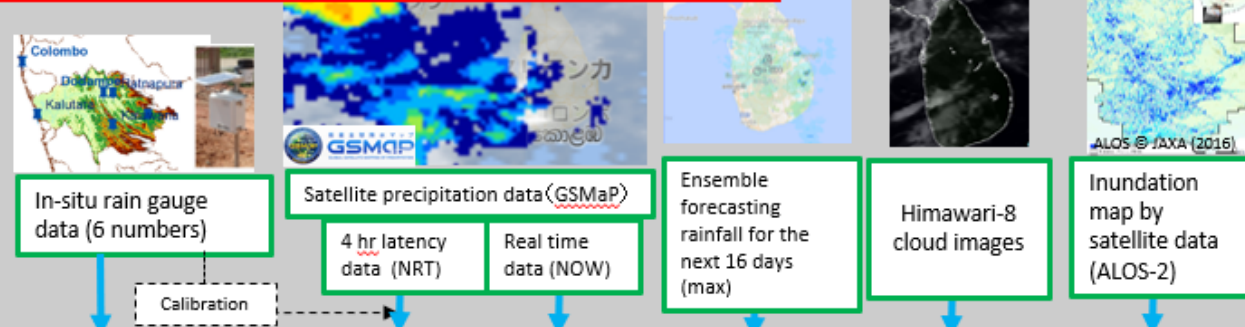 Colombo
Ratnapura
Kalutara
ンカ
コロン
කොළඹ
GSMaP
ALOS © JAXA (2016)
In-situ rain gauge
data (6 numbers)
Satellite precipitation data(GSMaP)
4 hr latency
data (NRT)
Real time
data (NOW)
Ensemble
forecasting
rainfall for the
next 16 days
(max)
Himawari-8
cloud images
Inundation
map by
satellite data
(ALOS-2)
Calibration